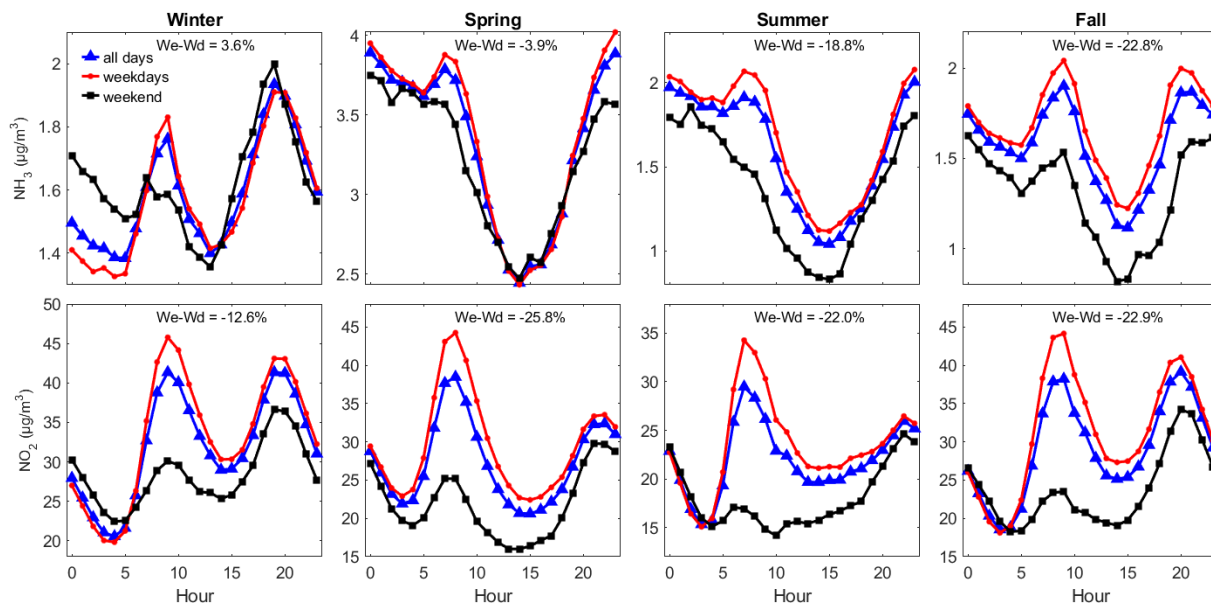 Winter
Spring
Summer
Fall
We-Wd = 3.6%
We-Wd = -3.9%
We-Wd = -18.8%
We-Wd = -22.8%
all days
weekdays
weekend
NH3 (μg/m³)
2
1.8
1.6
1.4
4
3.5
3
2.5
2
1.5
1
2
1.5
1
We-Wd = -12.6%
We-Wd = -25.8%
We-Wd = -22.0%
We-Wd = -22.9%
NO2 (μg/m³)
50
45
40
35
30
25
20
45
40
35
30
25
20
15
35
30
25
20
15
45
40
35
30
25
20
15
0 5 10 15 20
0 5 10 15 20
0 5 10 15 20
0 5 10 15 20
Hour
Hour
Hour
Hour